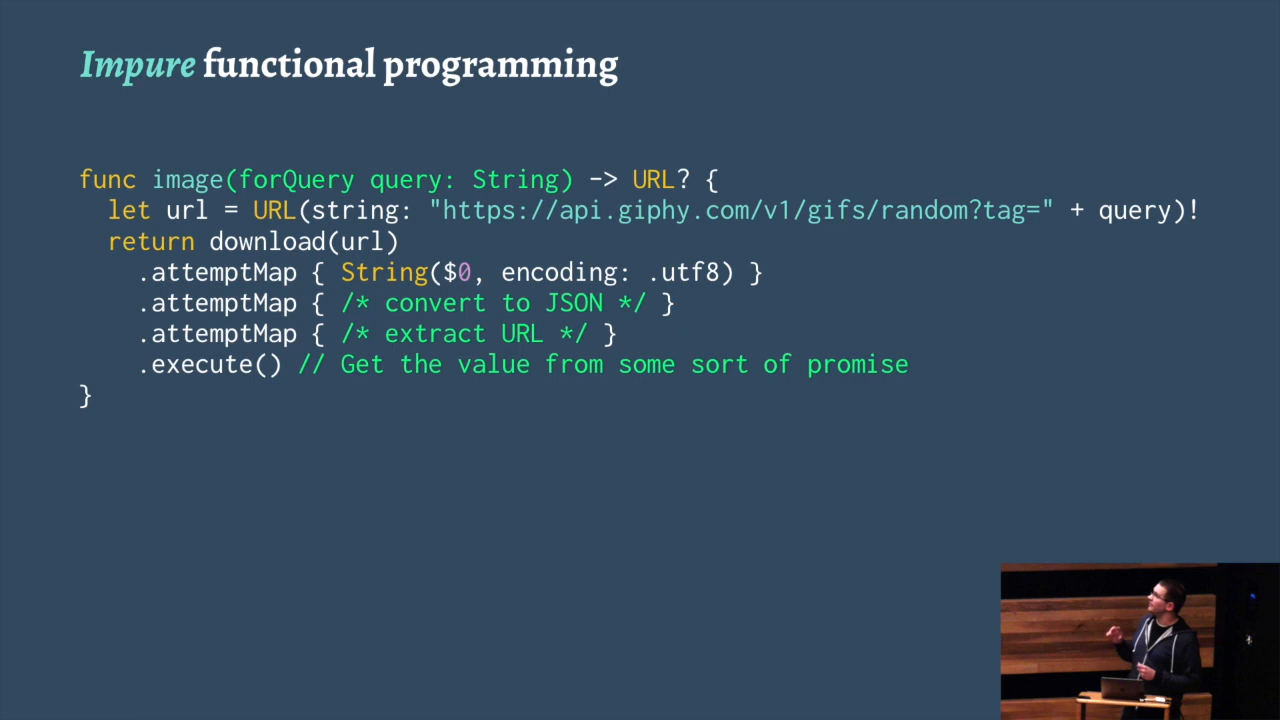 Impure functional programming
func image(forQuery query: String) -> URL? {
let url = URL(string: "https://api.giphy.com/v1/gifs/random?tag=" + query)!
return download(url)
.attemptMap { String($0, encoding: .utf8) }
.attemptMap { /* convert to JSON */ }
.attemptMap { /* extract URL */ }
.execute() // Get the value from some sort of promise
}